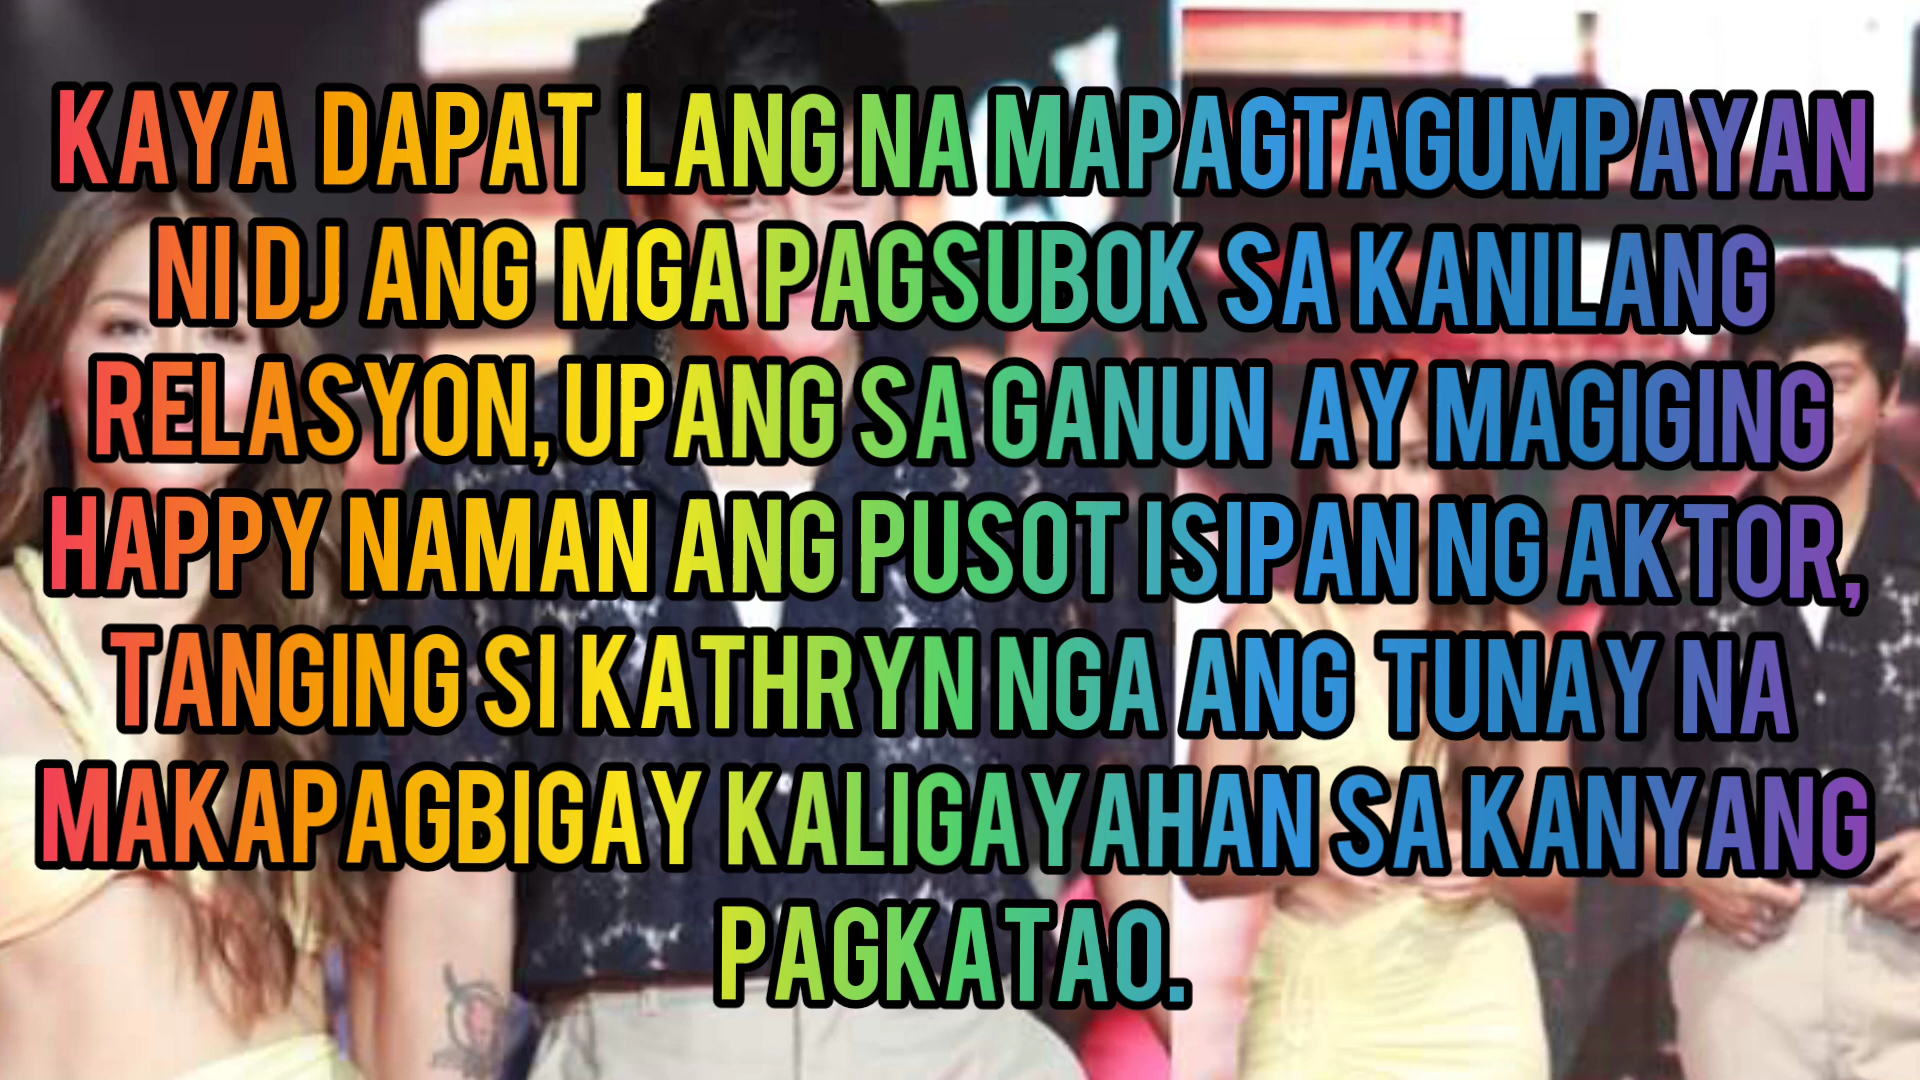 KAYA DAPAT LANG NA MAPAGTAGUMPAYAN
NI DJ ANG MGA PAGSUBOK SA KANILANG
RELASYON, UPANG SA GANUN AY MAGIGING
HAPPY NAMAN ANG PUSOT ISIPAN NG AKTOR,
TANGING SI KATHRYN NGA ANG TUNAY NA
MAKAPAGBIGAY KALIGAYAHAN SA KANYANG
PAGKATAO.